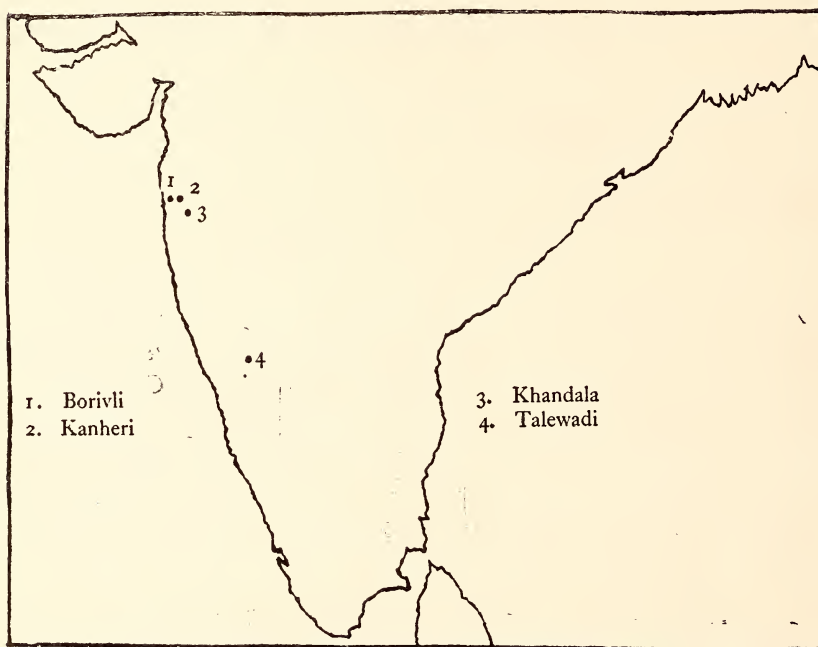 1 2
3
4
1. Borivli
2. Kanheri
3. Khandala
4. Talewadi